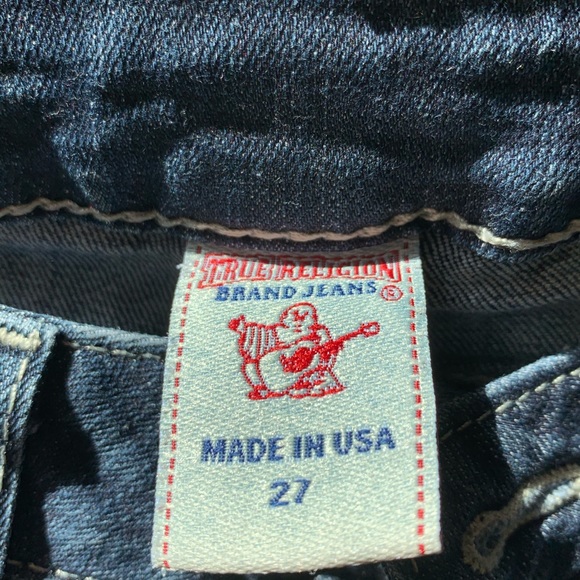 TRUE RELIGION
BRAND JEANS®
MADE IN USA
27